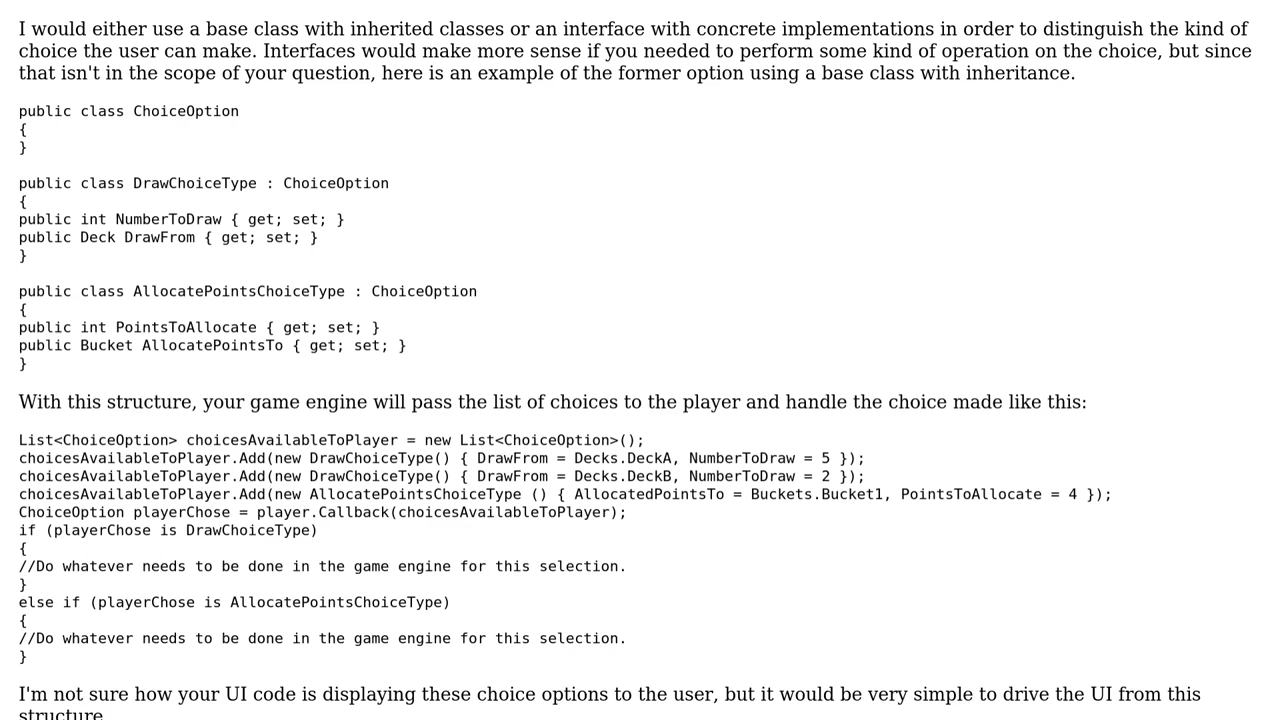 I would either use a base class with inherited classes or an interface with concrete implementations in order to distinguish the kind of
choice the user can make. Interfaces would make more sense if you needed to perform some kind of operation on the choice, but since
that isn't in the scope of your question, here is an example of the former option using a base class with inheritance.
public class ChoiceOption
{
}
public class DrawChoiceType : ChoiceOption
{
public int NumberToDraw { get; set; }
public Deck DrawFrom { get; set; }
}
public class AllocatePointsChoiceType : ChoiceOption
{
public int PointsToAllocate { get; set; }
public Bucket AllocatePointsTo { get; set; }
}
With this structure, your game engine will pass the list of choices to the player and handle the choice made like this:
List<ChoiceOption> choicesAvailableToPlayer = new List<ChoiceOption>();
choicesAvailableToPlayer.Add(new DrawChoiceType() { DrawFrom = Decks.DeckA, NumberToDraw = 5 });
choicesAvailableToPlayer.Add(new DrawChoiceType() { DrawFrom = Decks.DeckB, NumberToDraw = 2 });
choicesAvailableToPlayer.Add(new AllocatePointsChoiceType () { AllocatedPointsTo = Buckets.Bucket1, PointsToAllocate = 4 });
ChoiceOption playerChose = player.Callback(choicesAvailableToPlayer);
if (playerChose is DrawChoiceType)
{
//Do whatever needs to be done in the game engine for this selection.
}
else if (playerChose is AllocatePointsChoiceType)
{
//Do whatever needs to be done in the game engine for this selection.
}
I'm not sure how your UI code is displaying these choice options to the user, but it would be very simple to drive the UI from this
structure.